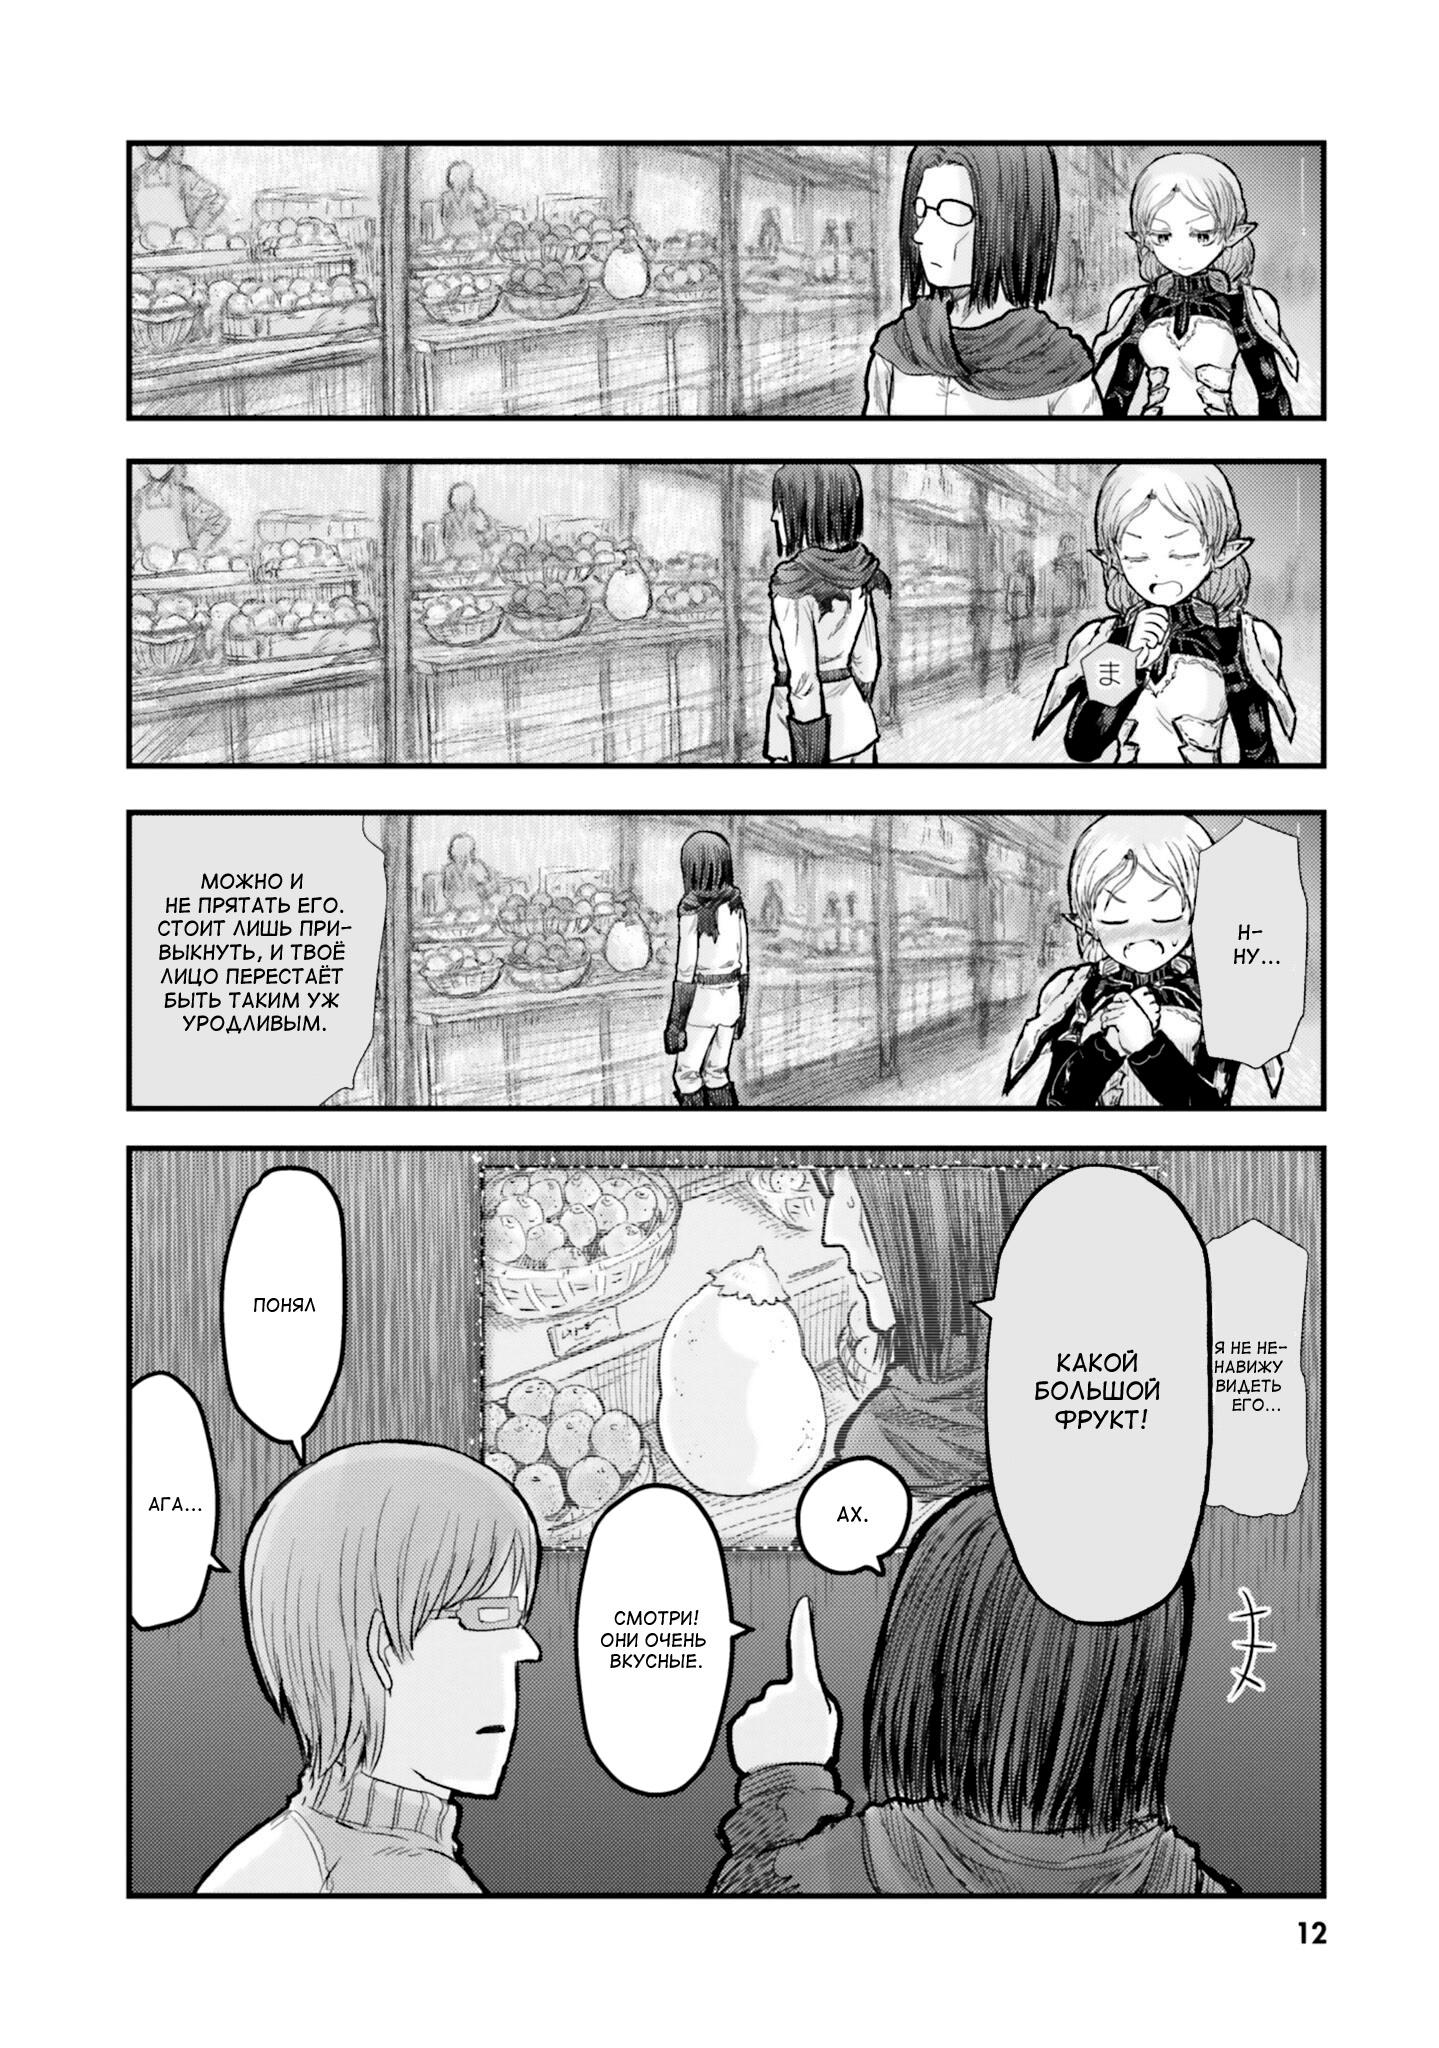 ま
Н-
НУ...
МОЖНО И
НЕ ПРЯТАТЬ ЕГО.
СТОИТ ЛИШЬ ПРИ-
ВЫКНУТЬ, И ТВОЁ
ЛИЦО ПЕРЕСТАЁТ
БЫТЬ ТАКИМ УЖ
УРОДЛИВЫМ.
Я НЕ НЕ-
НАВИЖУ
ВИДЕТЬ
ЕГО...
КАКОЙ
БОЛЬШОЙ
ФРУКТ!
АХ.
СМОТРИ!
ОНИ ОЧЕНЬ
ВКУСНЫЕ.
ПОНЯЛ
АГА...
12